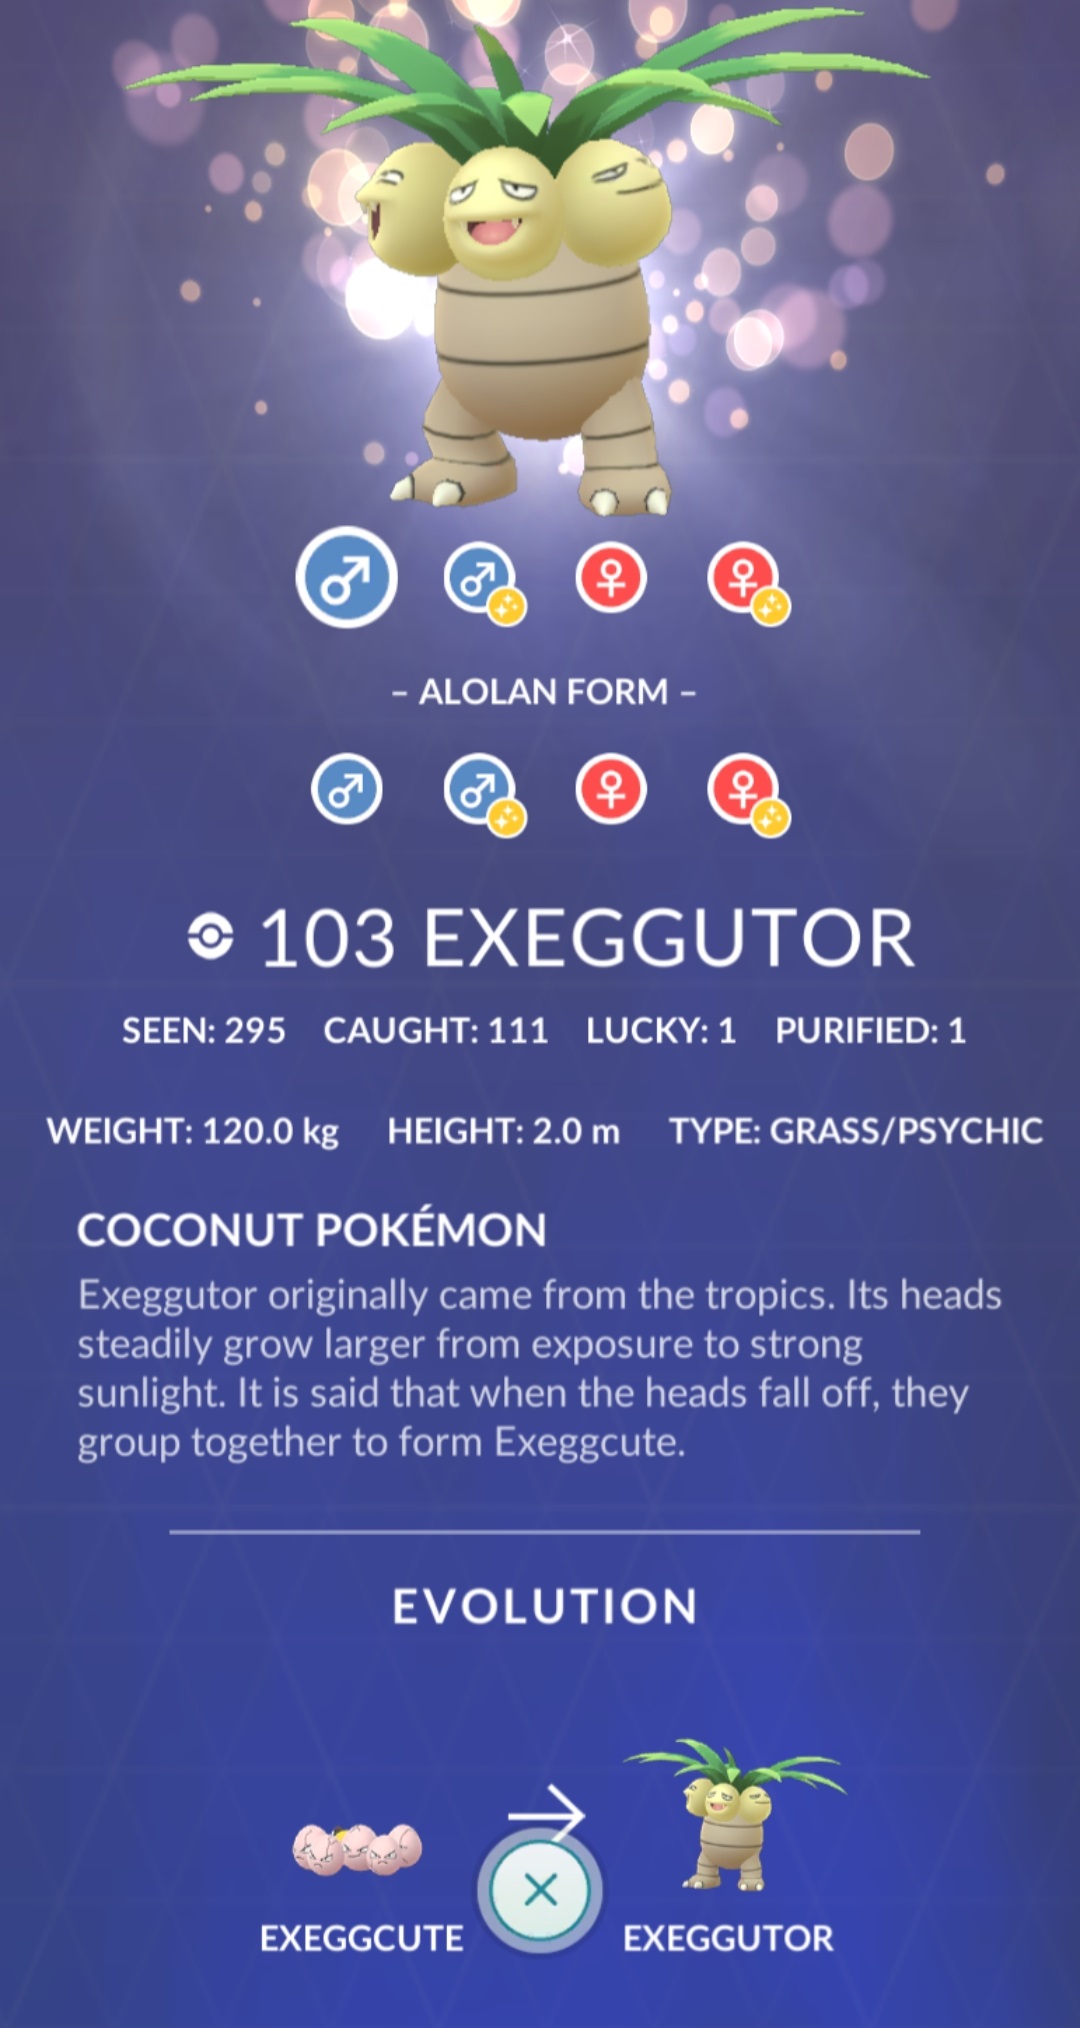 – ALOLAN FORM –
103 EXEGGUTOR
SEEN: 295 CAUGHT: 111 LUCKY: 1 PURIFIED: 1
WEIGHT: 120.0 kg HEIGHT: 2.0 m TYPE: GRASS/PSYCHIC
COCONUT POKÉMON
Exeggutor originally came from the tropics. Its heads
steadily grow larger from exposure to strong
sunlight. It is said that when the heads fall off, they
group together to form Exeggcute.
EVOLUTION
EXEGGCUTE EXEGGUTOR